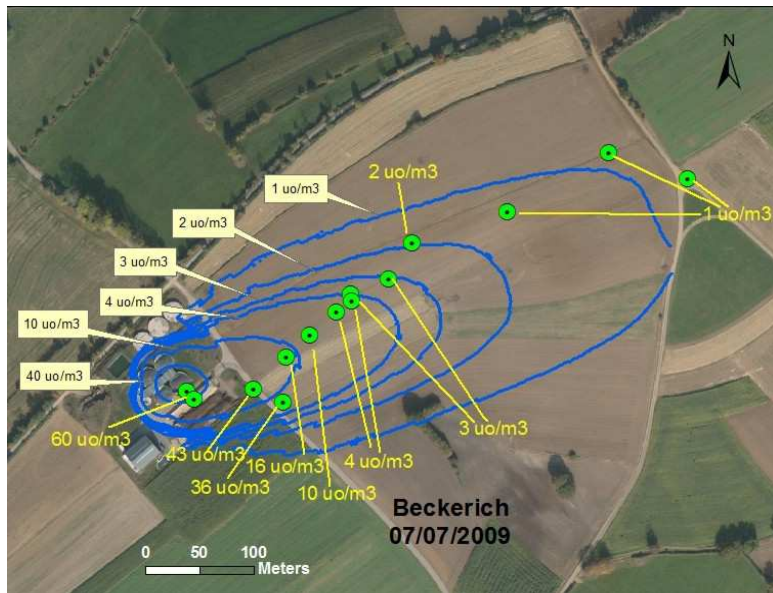 N
1 uo/m3
2 uo/m3
2 uo/m3
1 uo/m3
3 uo/m3
4 uo/m3
10 uo/m3
40 uo/m3
60 uo/m3
43 uo/m3
36 uo/m3
16 uo/m3
10 uo/m3
4 uo/m3
3 uo/m3
Beckerich
07/07/2009
0 50 100
Meters